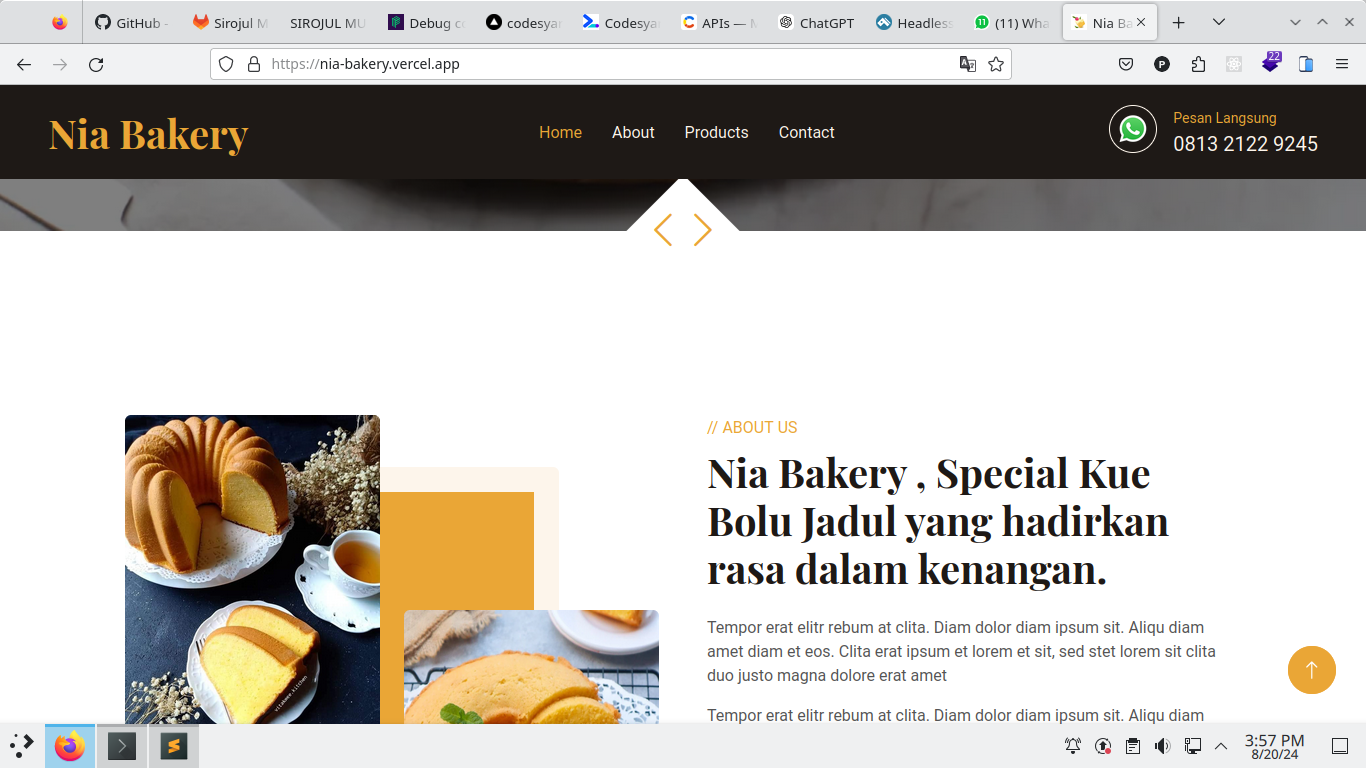 GitHub -
Sirojul M
SIROJUL MU
Debug co
codesyar
Codesyar
APIs — M
ChatGPT
Headless
(11) Wha
Nia Ba
https://nia-bakery.vercel.app
22
Nia Bakery
Home
About
Products
Contact
Pesan Langsung
0813 2122 9245
// ABOUT US
Nia Bakery , Special Kue
Bolu Jadul yang hadirkan
rasa dalam kenangan.
Tempor erat elitr rebum at clita. Diam dolor diam ipsum sit. Aliqu diam
amet diam et eos. Clita erat ipsum et lorem et sit, sed stet lorem sit clita
duo justo magna dolore erat amet
Tempor erat elitr rebum at clita. Diam dolor diam ipsum sit. Aliqu diam
3:57 PM
8/20/24